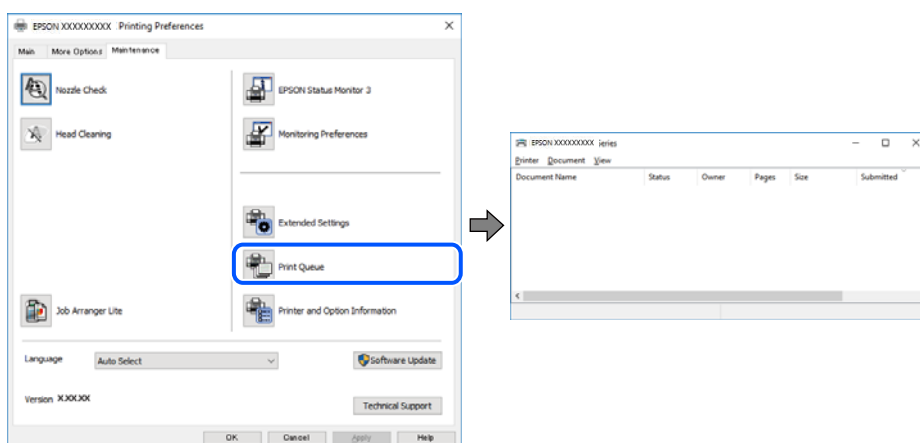 EPSON XXXXXXXXX Printing Preferences
Main More Options Maintenance
Nozzle Check
EPSON Status Monitor 3
Head Cleaning
Monitoring Preferences
Extended Settings
Print Queue
Job Arranger Lite
Printer and Option Information
Language Auto Select Software Update
Version X.XX.XX
Technical Support
OK Cancel Apply Help
EPSON XXXXXXXXX Series
Printer Document View
Document Name Status Owner Pages Size Submitted